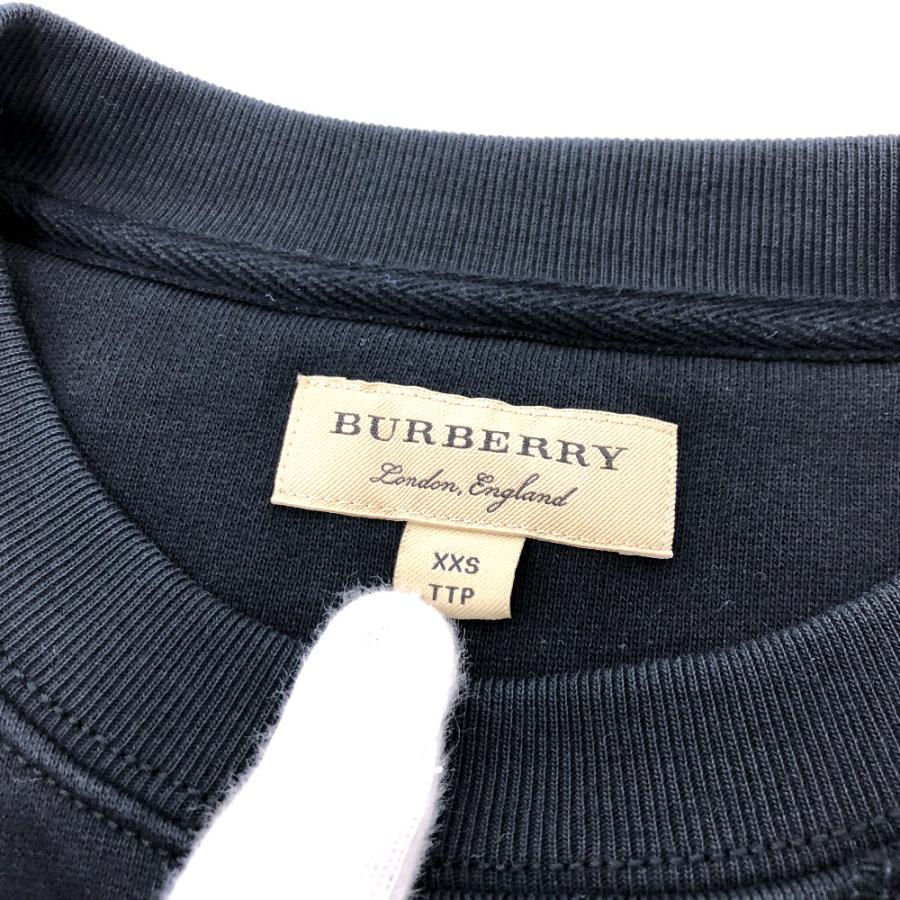 BURBERRY
London, England
XXS
TTP